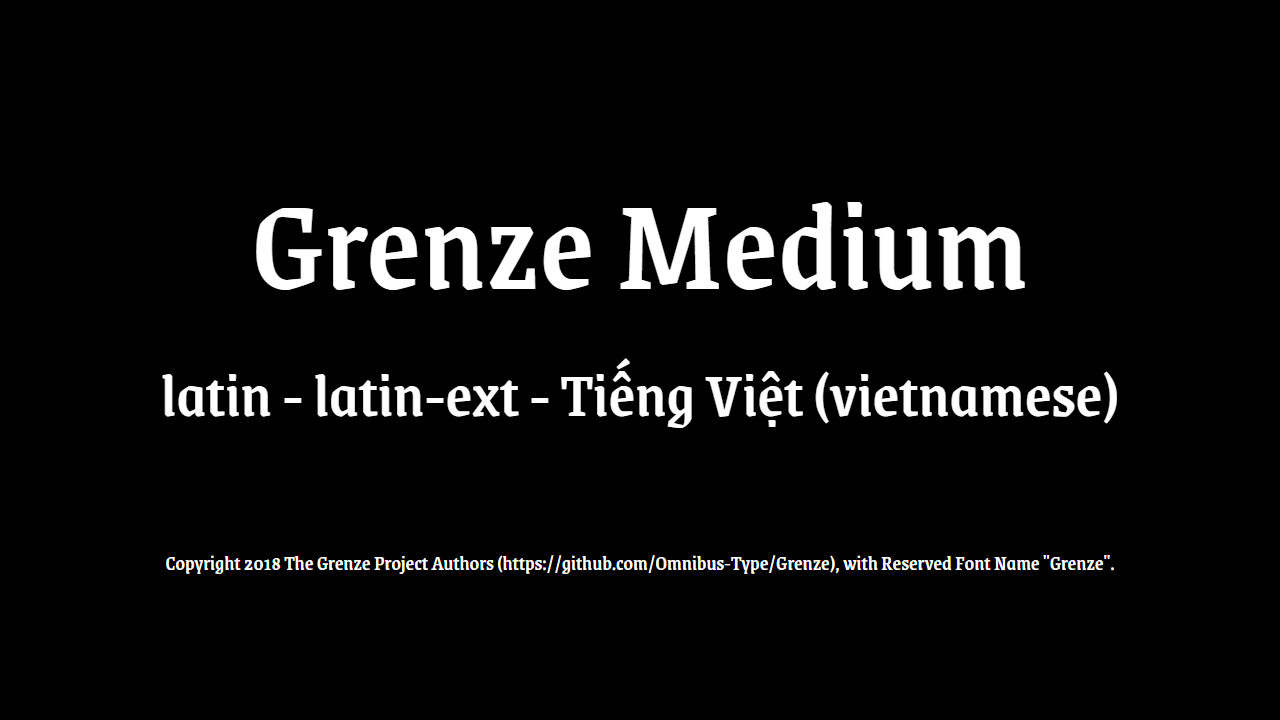 Grenze Medium
latin - latin-ext - Tiếng Việt (vietnamese)
Copyright 2018 The Grenze Project Authors (https://github.com/Omnibus-Type/Grenze), with Reserved Font Name "Grenze".